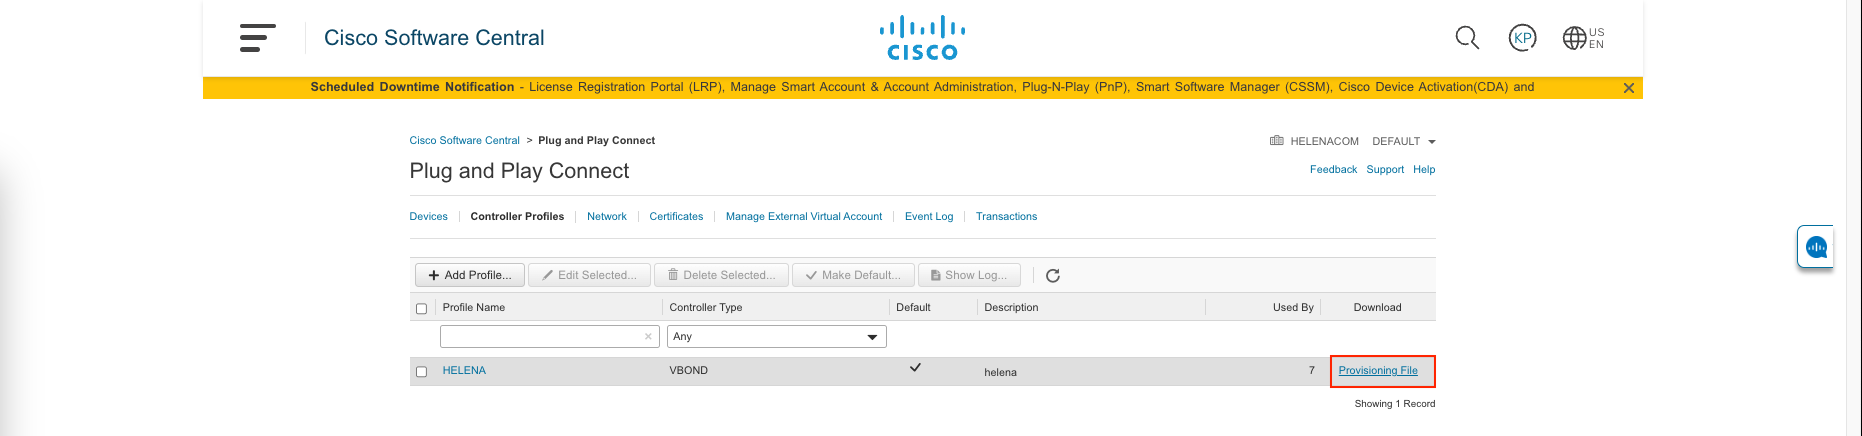 Cisco Software Central
CISCO
KP
US
EN
Scheduled Downtime Notification - License Registration Portal (LRP), Manage Smart Account & Account Administration, Plug-N-Play (PnP), Smart Software Manager (CSSM), Cisco Device Activation(CDA) and
Cisco Software Central > Plug and Play Connect
HELENACOM DEFAULT
Plug and Play Connect
Feedback Support Help
Devices Controller Profiles Network Certificates Manage External Virtual Account Event Log Transactions
+ Add Profile... Edit Selected... Delete Selected... Make Default... Show Log...
Profile Name Controller Type Default Description Used By Download
Any
HELENA VBOND helena 7 Provisioning File
Showing 1 Record